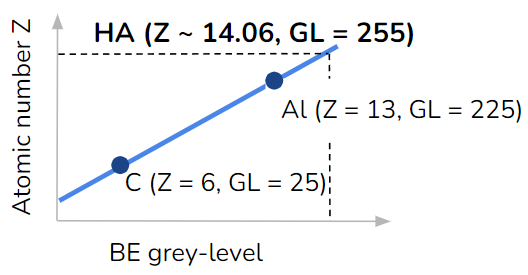 Atomic number Z
HA (Z ~ 14.06, GL = 255)
Al (Z = 13, GL = 225)
C (Z = 6, GL = 25)
BE grey-level